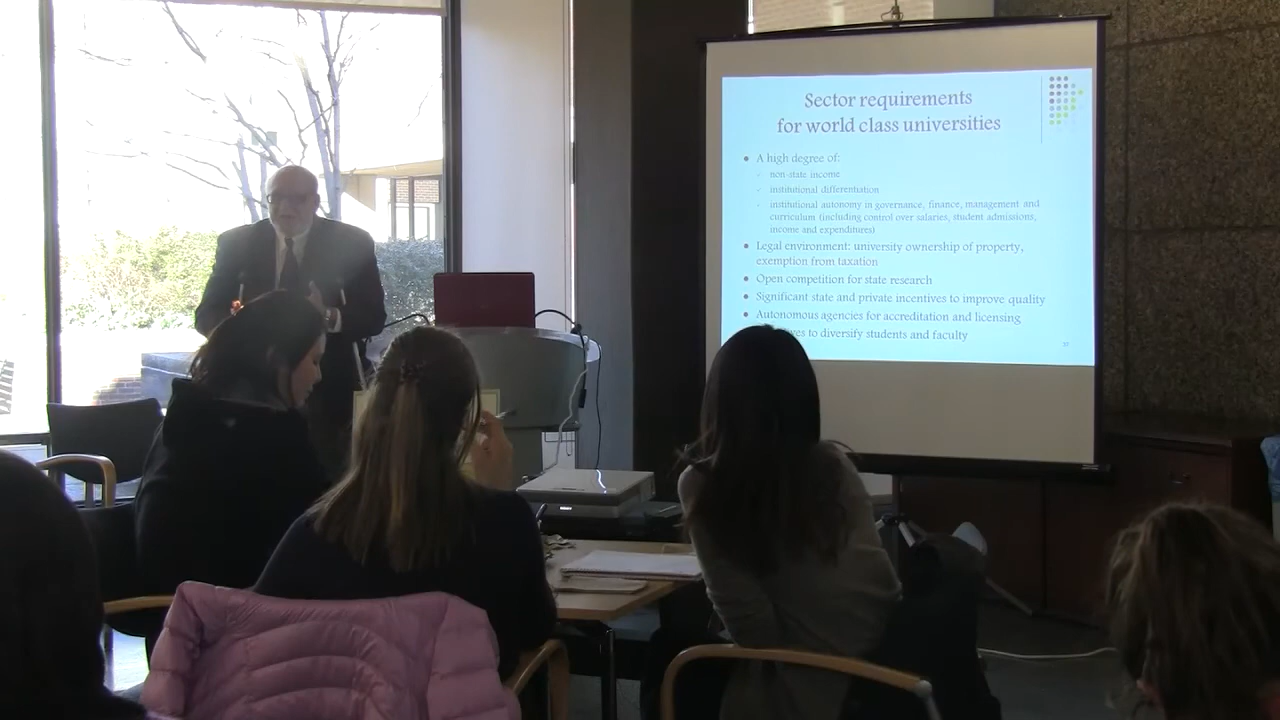 Sector requirements
for world class universities
A high degree of:
non-state income
institutional differentiation
institutional autonomy in governance, finance, management and
curriculum (including control over salaries, student admissions,
income and expenditures)
Legal environment: university ownership of property,
exemption from taxation
Open competition for state research
Significant state and private incentives to improve quality
Autonomous agencies for accreditation and licensing
to diversify students and faculty